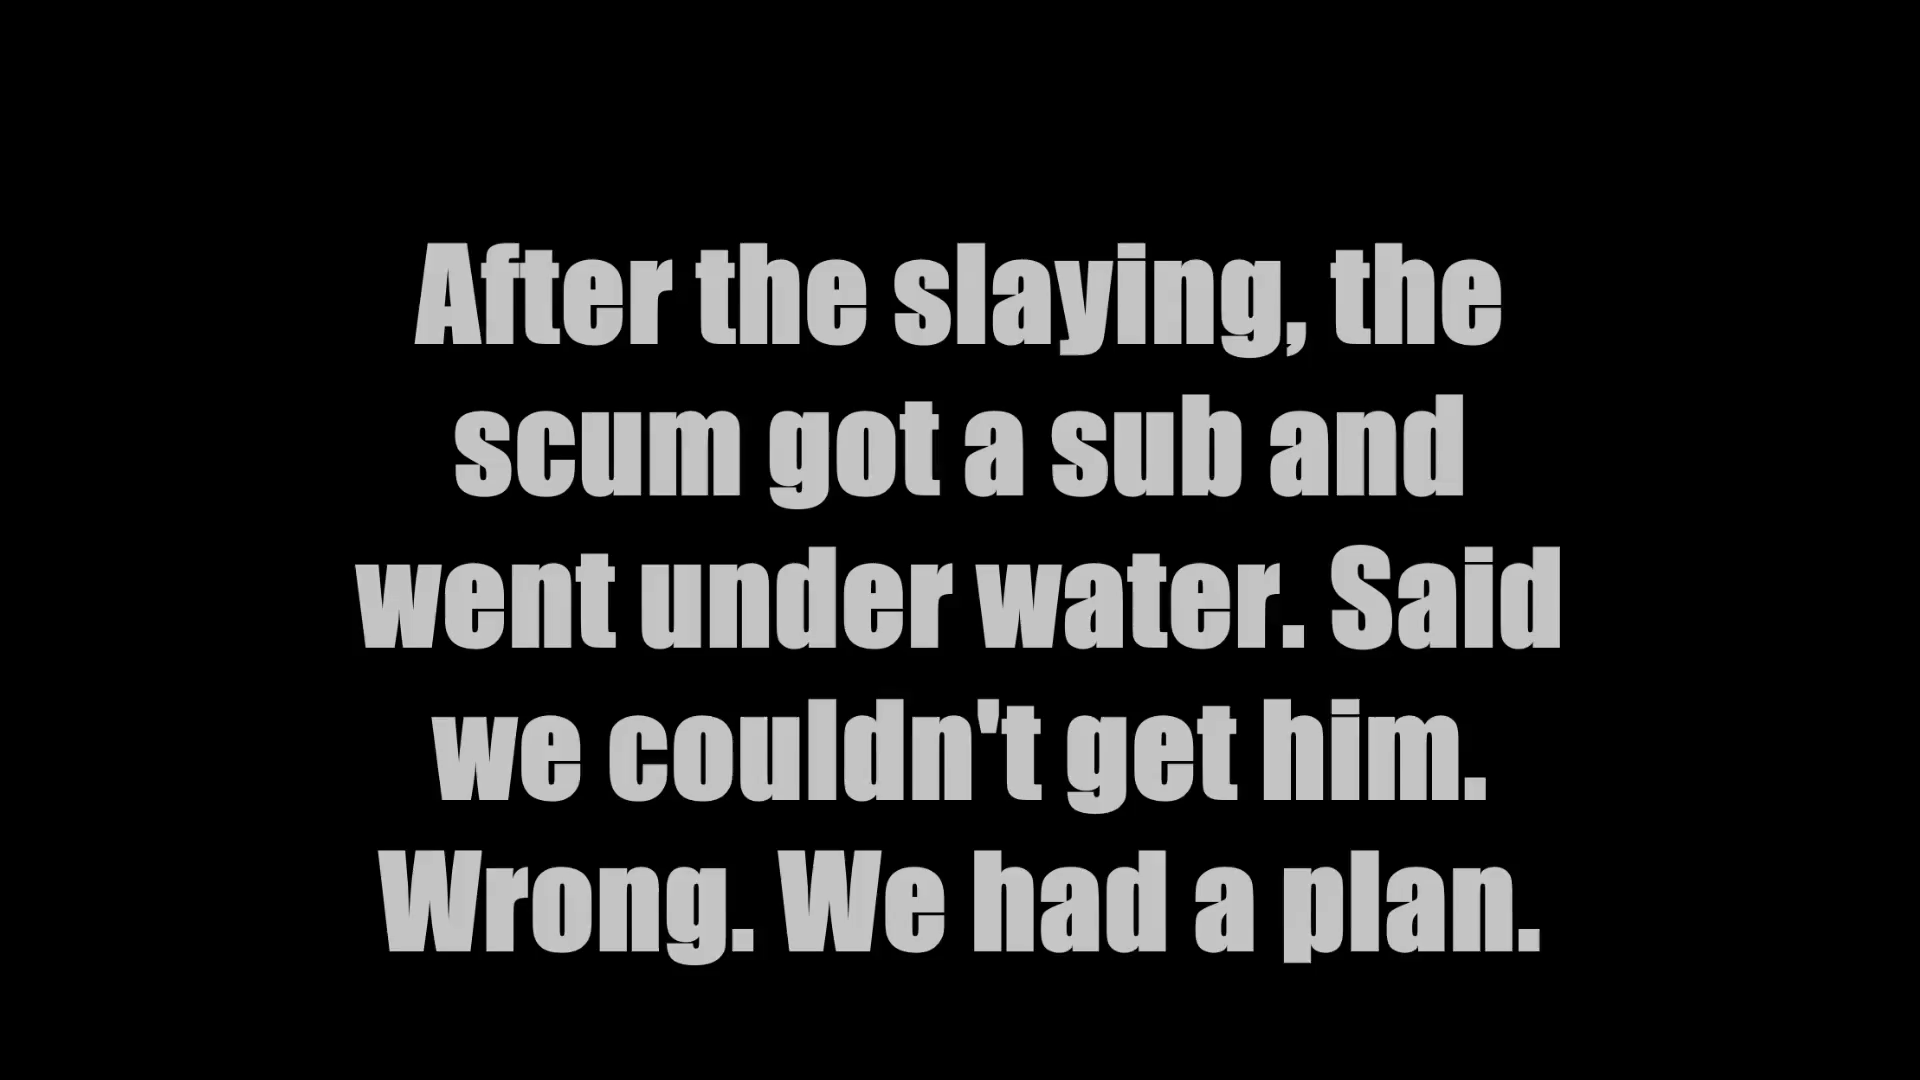 After the slaying, the
scum got a sub and
went under water. Said
we couldn't get him.
Wrong. We had a plan.